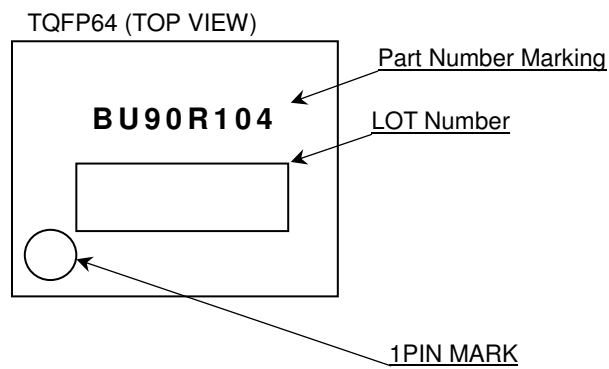 TQFP64 (TOP VIEW)
Part Number Marking
BU90R104
LOT Number
1PIN MARK